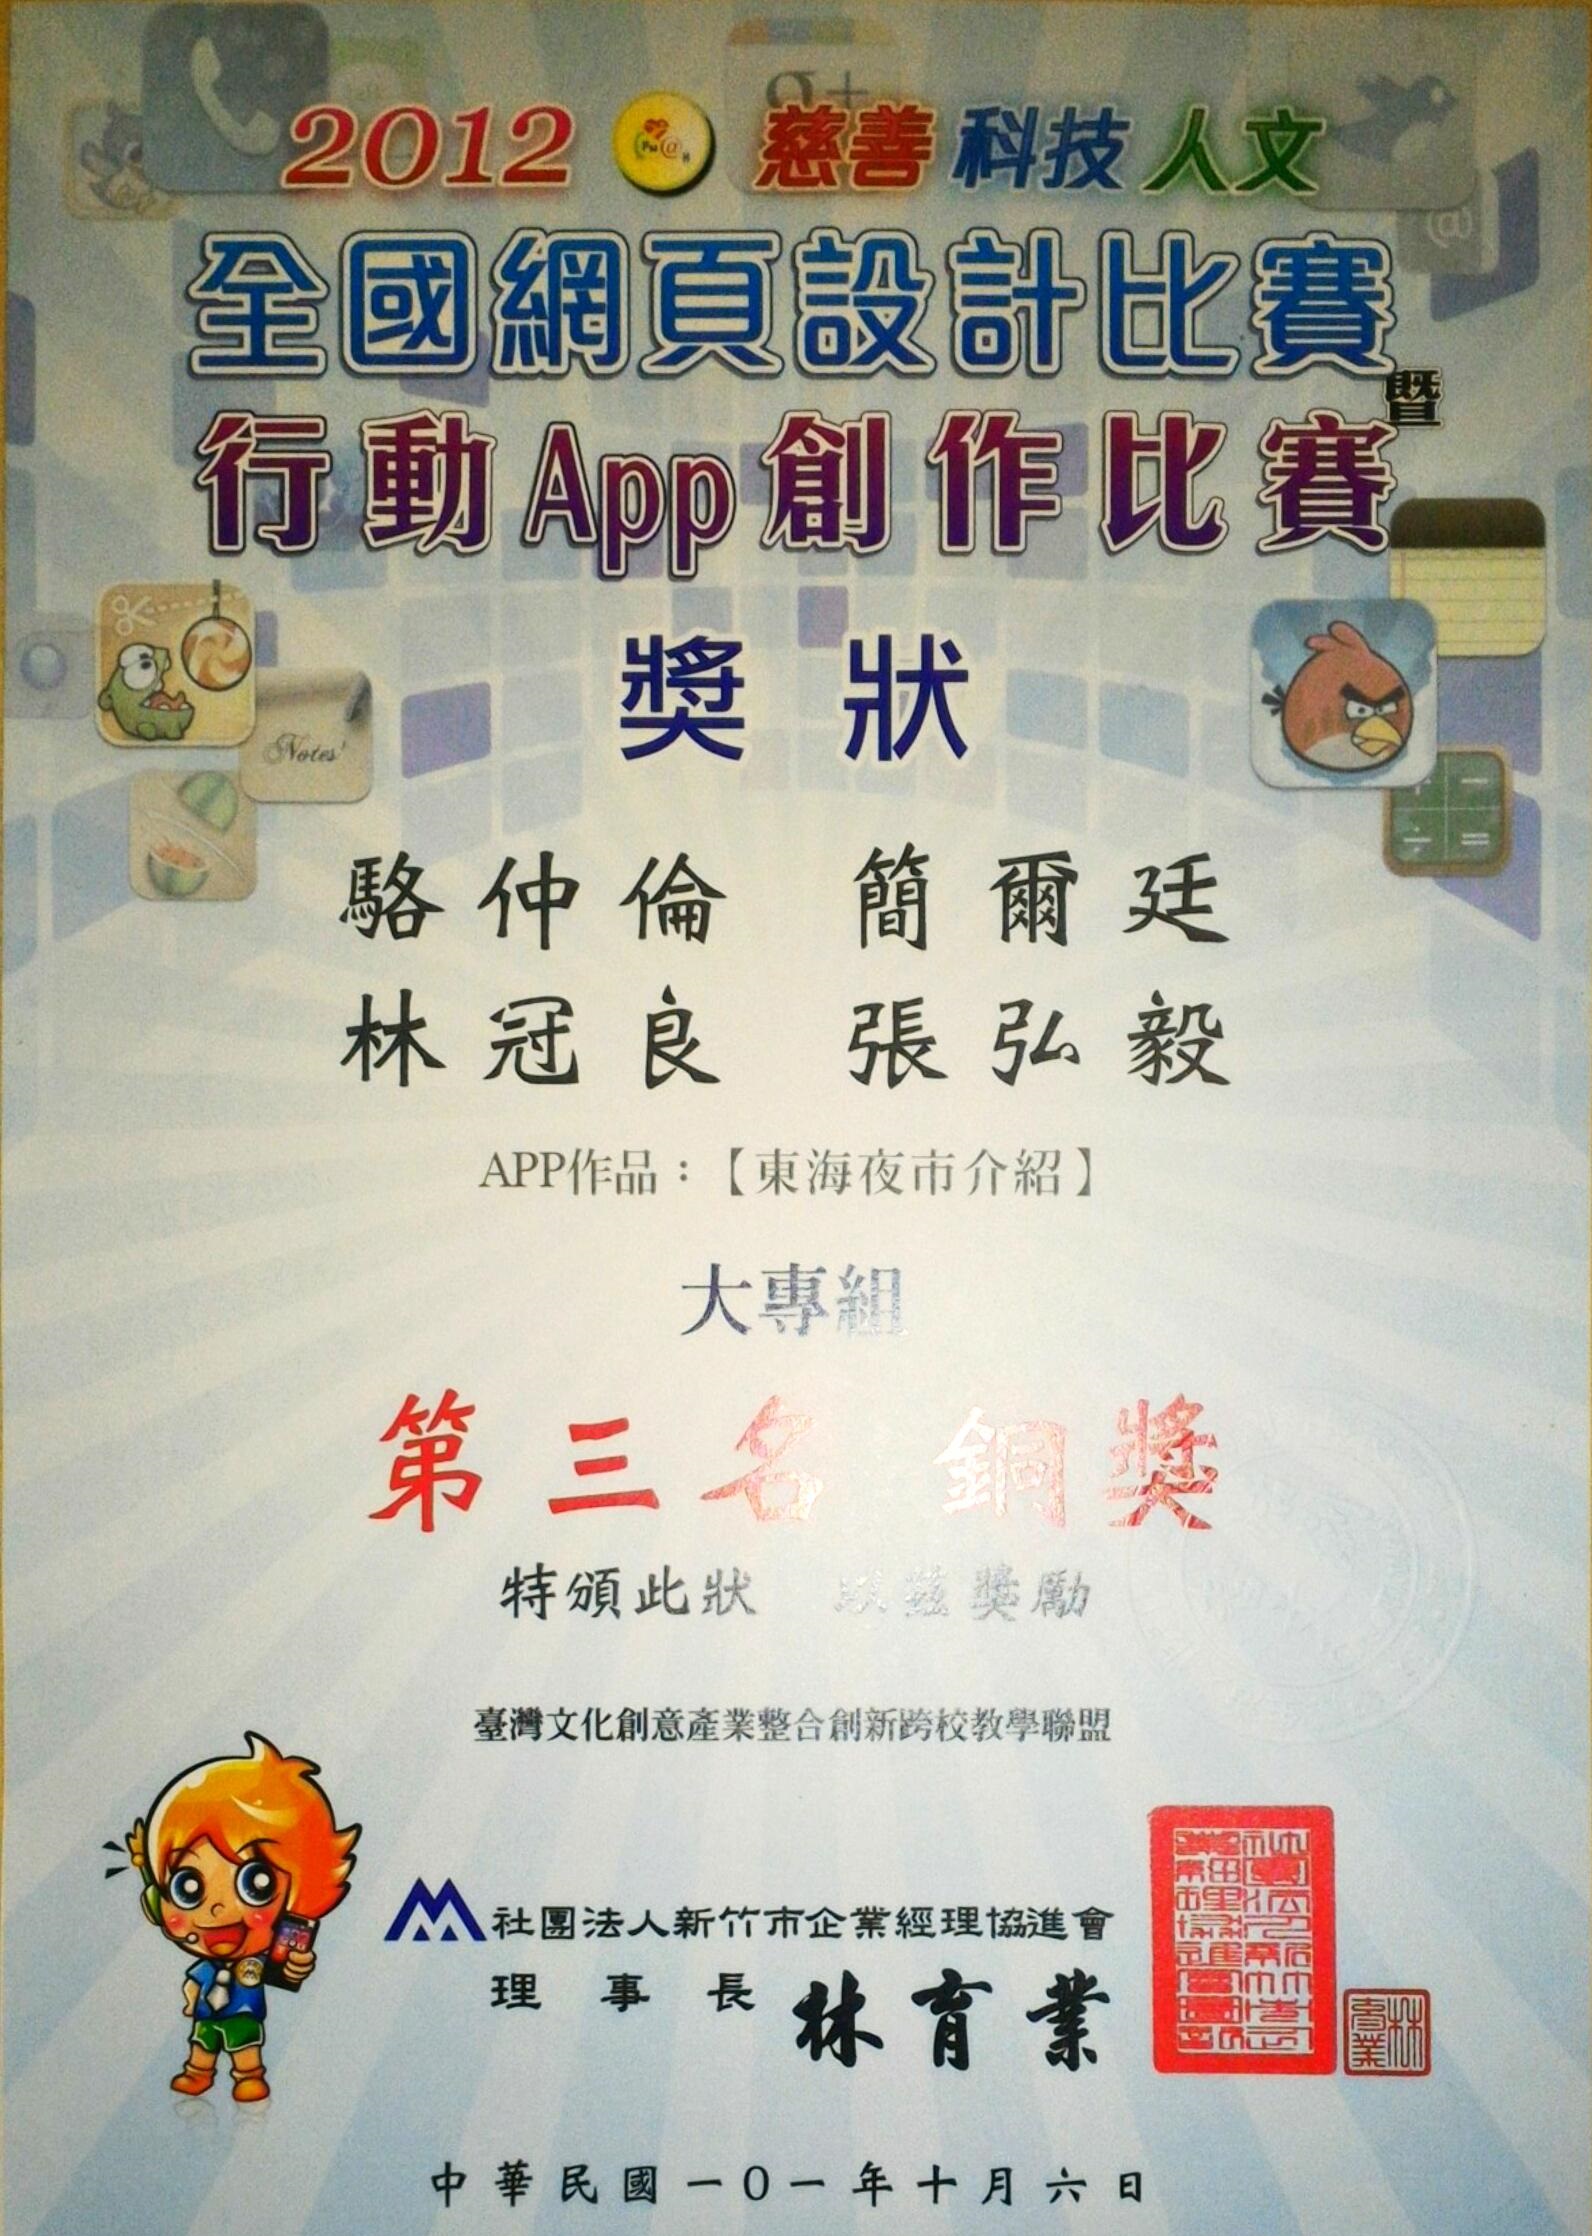 2012 慈善 科技 人文
全國網頁設計比賽
暨
行動App創作比賽
獎 狀
Notes
駱仲倫 簡爾廷
林冠良 張弘毅
APP作品：【東海夜市介紹】
大專組
第三名 銅獎
特頒此狀 以茲獎勵
臺灣文化創意產業整合創新跨校教學聯盟
社團法人新竹市企業經理協進會
理 事 長 林育業
林育業
中華民國一〇一年十月六日